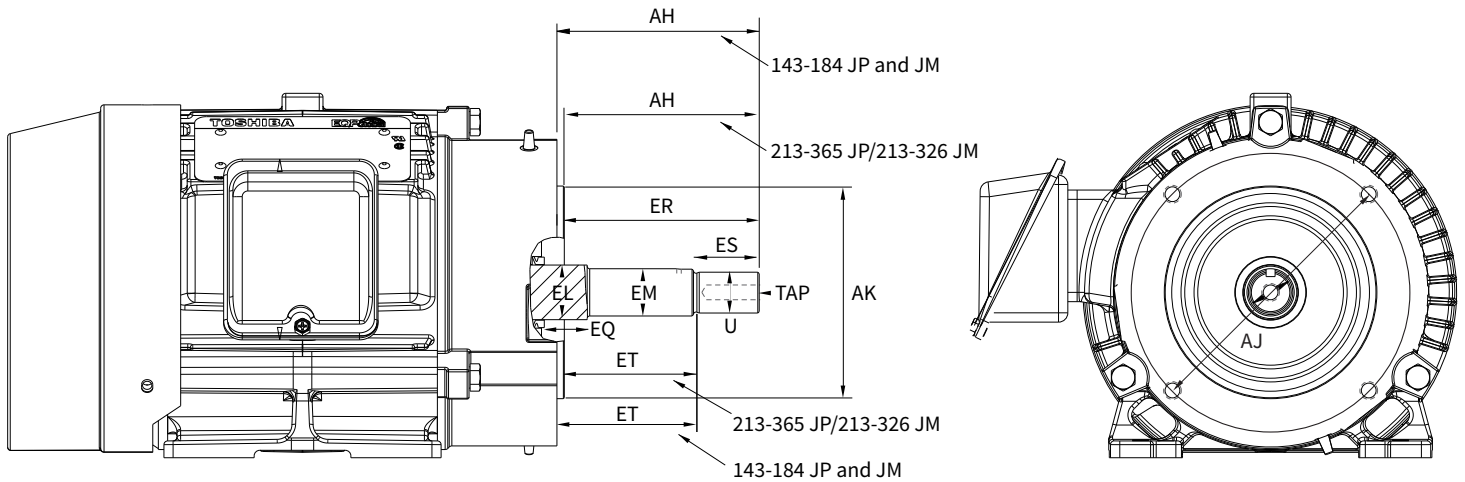 AH
143-184 JP and JM
AH
213-365 JP/213-326 JM
TOSHIBA
ER
ES
EL
EM
TAP
AK
EQ
U
ET
213-365 JP/213-326 JM
ET
143-184 JP and JM
AJ